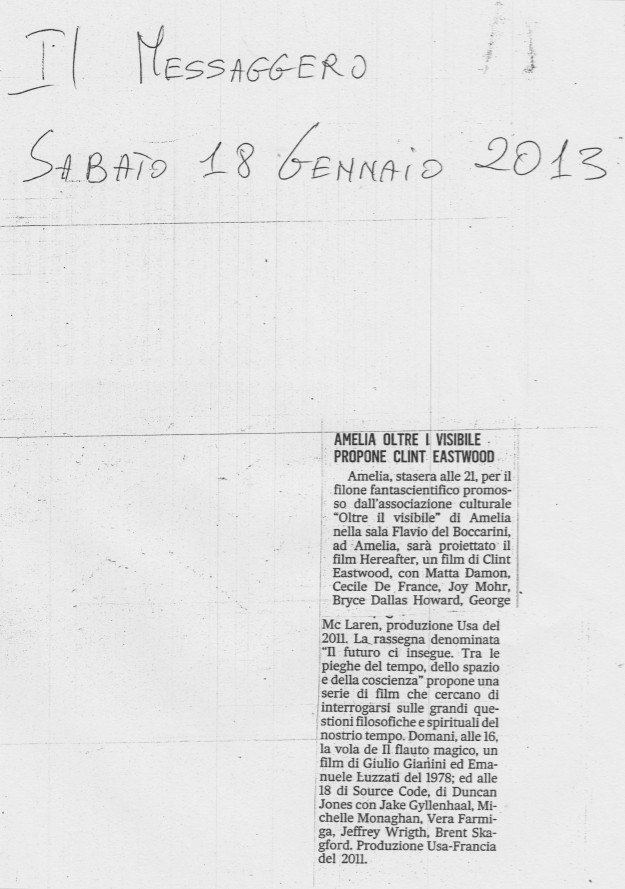 Il MESSAGGERO
SABATO 18 GENNAIO 2013
AMELIA OLTRE I VISIBILE
PROPONE CLINT EASTWOOD
Amelia, stasera alle 21, per il
filone fantascientifico promos-
so dall'associazione culturale
"Oltre il visibile" di Amelia
nella sala Flavio del Boccarini,
ad Amelia, sarà proiettato il
film Hereafter, un film di Clint
Eastwood, con Matta Damon,
Cecile De France, Joy Mohr,
Bryce Dallas Howard, George
Mc Laren, produzione Usa del
2011. La rassegna denominata
"Il futuro ci insegue. Tra le
pieghe del tempo, dello spazio
e della coscienza" propone una
serie di film che cercano di
interrogarsi sulle grandi que-
stioni filosofiche e spirituali del
nostrio tempo. Domani, alle 16,
la vola de Il flauto magico, un
film di Giulio Gianini ed Ema-
nuele Luzzati del 1978; ed alle
18 di Source Code, di Duncan
Jones con Jake Gyllenhaal, Mi-
chelle Monaghan, Vera Farmi-
ga, Jeffrey Wrigth, Brent Ska-
gford. Produzione Usa-Francia
del 2011.